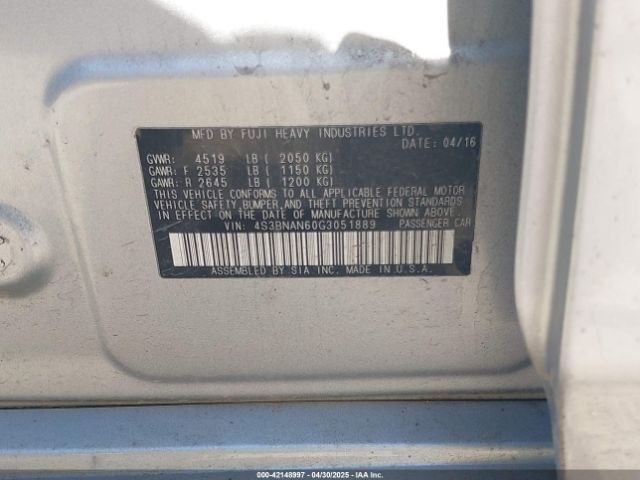 MFD BY FUJI HEAVY INDUSTRIES LTD.
DATE: 04/16
GVWR: 4519 LB ( 2050 KG)
GAWR: F 2535 LB ( 1150 KG)
GAWR: R 2645 LB ( 1200 KG)
THIS VEHICLE CONFORMS TO ALL APPLICABLE FEDERAL MOTOR
VEHICLE SAFETY,BUMPER,AND THEFT PREVENTION STANDARDS
IN EFFECT ON THE DATE OF MANUFACTURE SHOWN ABOVE.
VIN: 4S3BNAN60G3051889 PASSENGER CAR
ASSEMBLED BY SIA INC. MADE IN U.S.A.
000-42148997 - 04/30/2025 - IAAI.COM